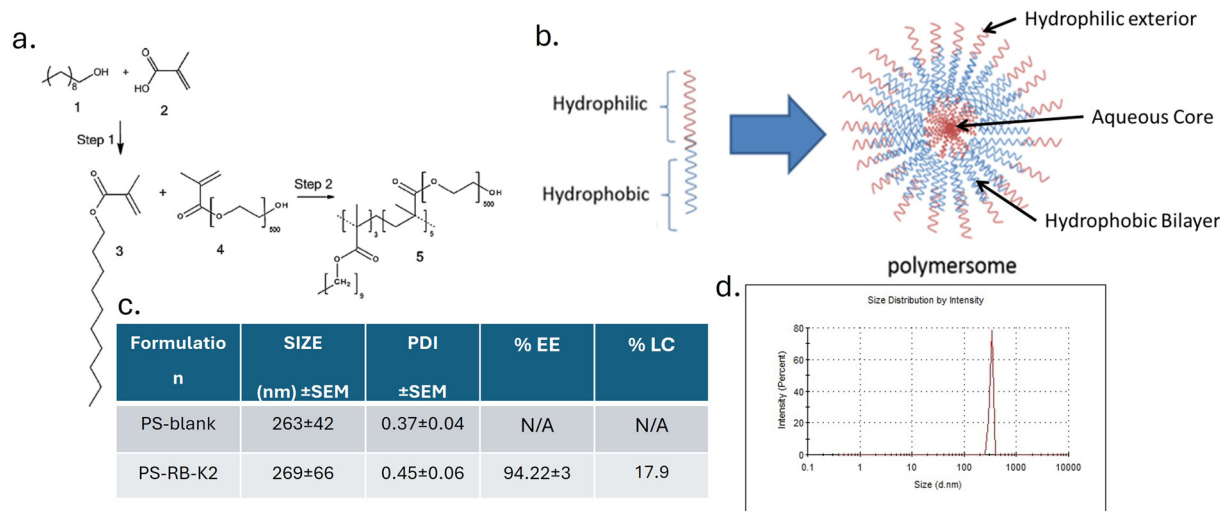 a.
8
OH
+
O
HO
1
2
Step 1
O
O
3
+
O
O
O
OH
500
4
Step 2
O
O
O
OH
500
3
5
O
O
CH₂
9
5
b.
Hydrophilic
Hydrophobic
Hydrophilic exterior
Aqueous Core
Hydrophobic Bilayer
polymersome
c.
Formulatio
n
SIZE
(nm) ±SEM
PDI
±SEM
% EE
% LC
PS-blank
263±42
0.37±0.04
N/A
N/A
PS-RB-K2
269±66
0.45±0.06
94.22±3
17.9
d.
Size Distribution by Intensity
Intensity (Percent)
80
60
40
20
0
0.1
1
10
100
1000
10000
Size (d.nm)